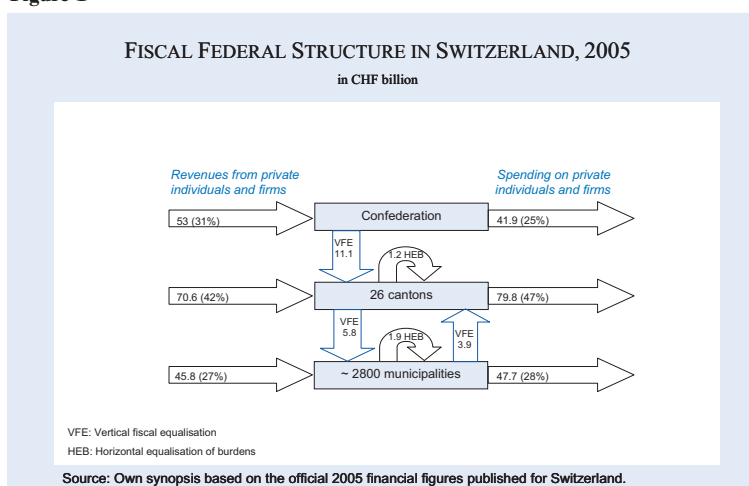 FISCAL FEDERAL STRUCTURE IN SWITZERLAND, 2005
in CHF billion
Revenues from private
individuals and firms
Spending on private
individuals and firms
53 (31%)
Confederation
41.9 (25%)
VFE
11.1
1.2 HEB
70.6 (42%)
26 cantons
79.8 (47%)
VFE
5.8
1.9 HEB
VFE
3.9
45.8 (27%)
~ 2800 municipalities
47.7 (28%)
VFE: Vertical fiscal equalisation
HEB: Horizontal equalisation of burdens
Source: Own synopsis based on the official 2005 financial figures published for Switzerland.